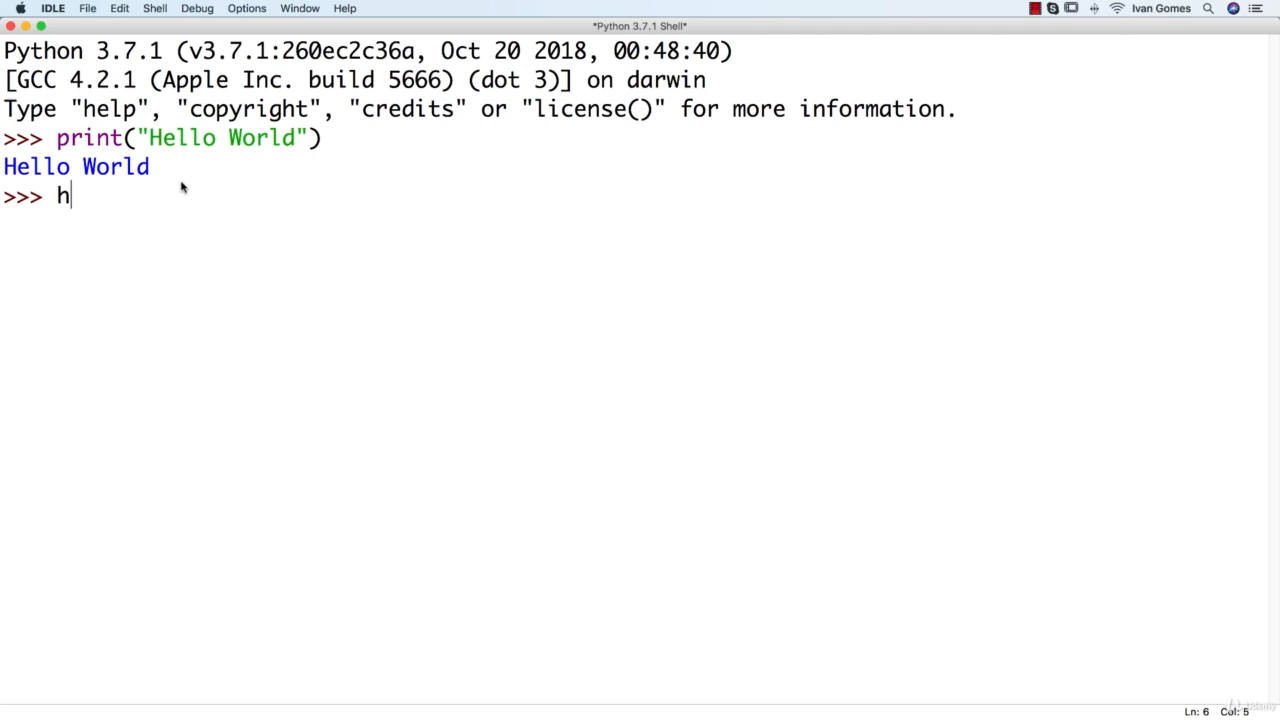 IDLE File Edit Shell Debug Options Window Help Ivan Gomes
*Python 3.7.1 Shell*
Python 3.7.1 (v3.7.1:260ec2c36a, Oct 20 2018, 00:48:40)
[GCC 4.2.1 (Apple Inc. build 5666) (dot 3)] on darwin
Type "help", "copyright", "credits" or "license()" for more information.
>>> print("Hello World")
Hello World
>>> h
Udemy
Ln: 6 Col: 5